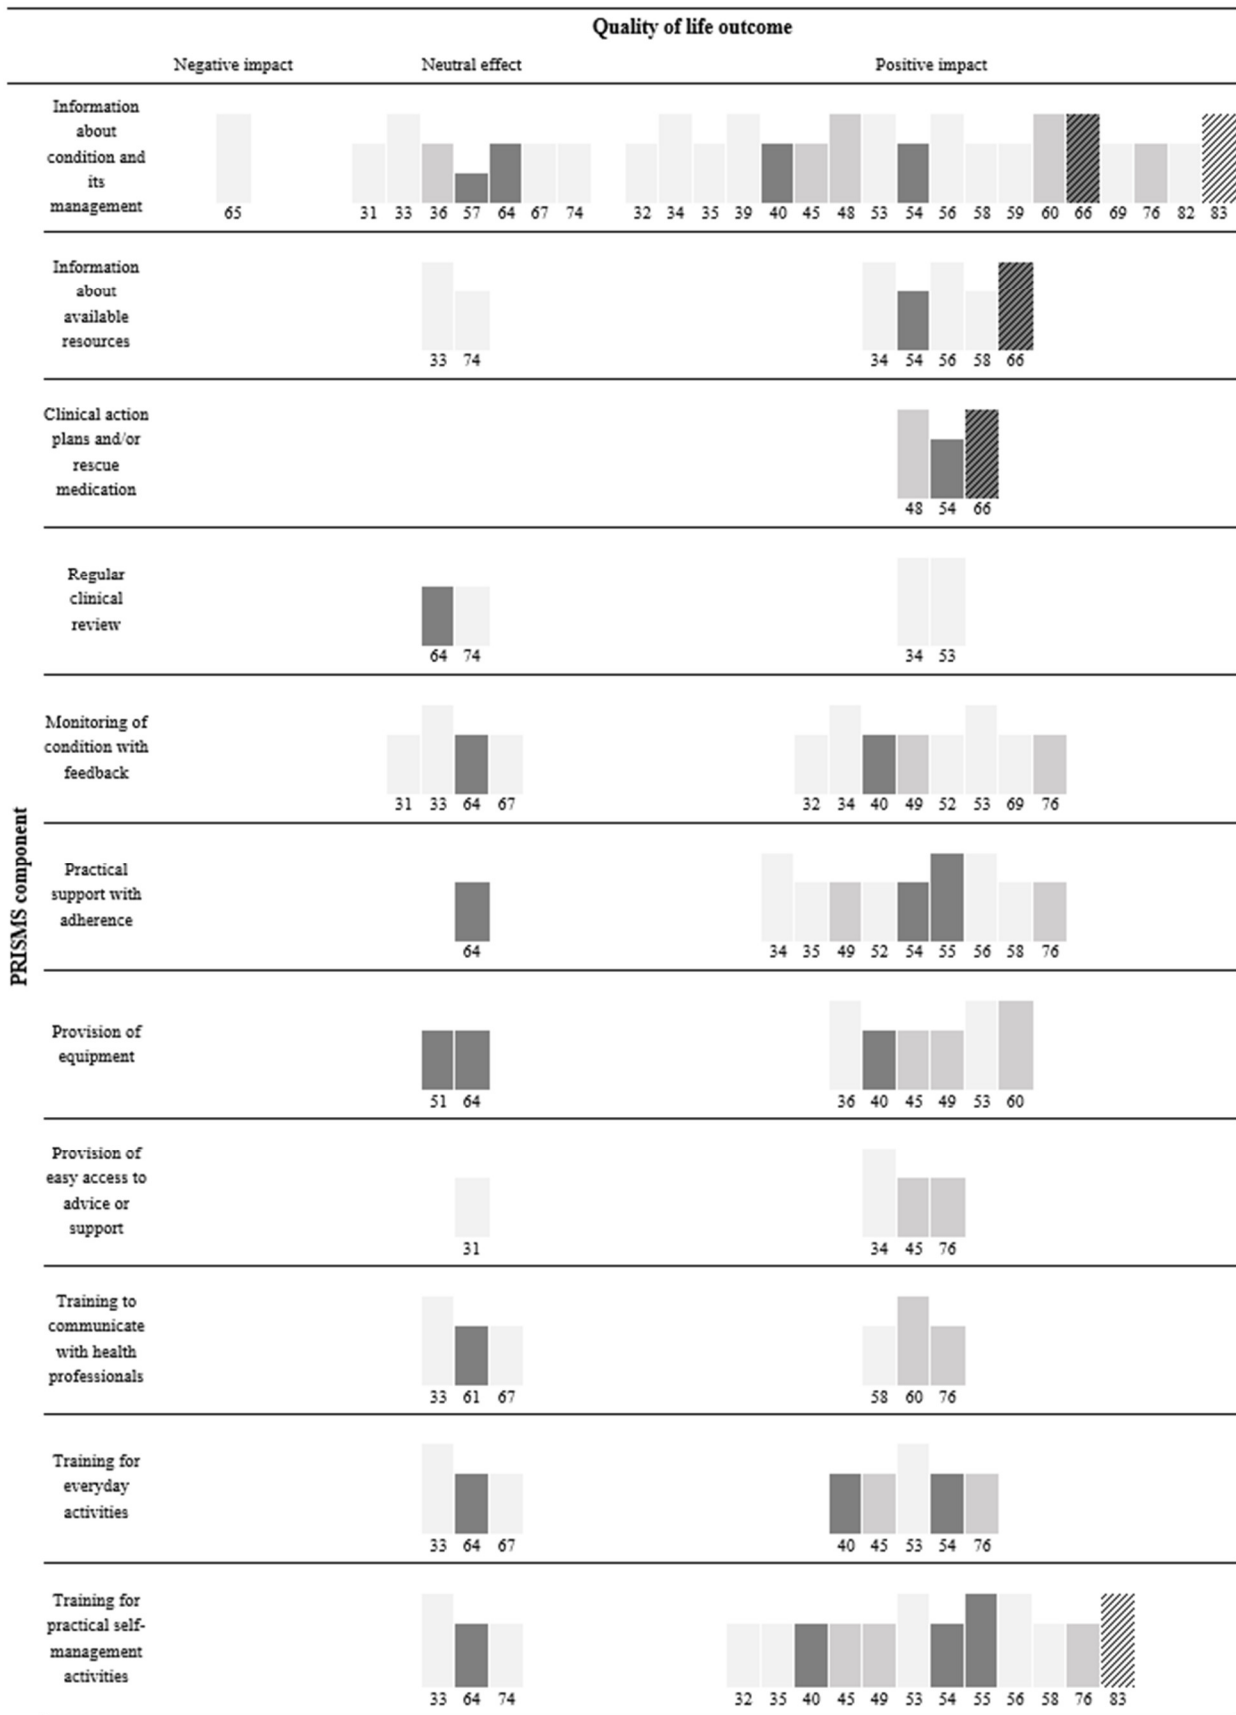 Quality of life outcome
Negative impact Neutral effect Positive impact
PRISMS component
Information
about
condition and
its
management
65 31 33 36 57 64 67 74 32 34 35 39 40 45 48 53 54 56 58 59 60 66 69 76 82 83
Information
about
available
resources
33 74 34 54 56 58 66
Clinical action
plans and/or
rescue
medication
48 54 66
Regular
clinical
review
64 74 34 53
Monitoring of
condition with
feedback
31 33 64 67 32 34 40 49 52 53 69 76
Practical
support with
adherence
64 34 35 49 52 54 55 56 58 76
Provision of
equipment
51 64 36 40 45 49 53 60
Provision of
easy access to
advice or
support
31 34 45 76
Training to
communicate
with health
professionals
33 61 67 58 60 76
Training for
everyday
activities
33 64 67 40 45 53 54 76
Training for
practical self-
management
activities
33 64 74 32 35 40 45 49 53 54 55 56 58 76 83